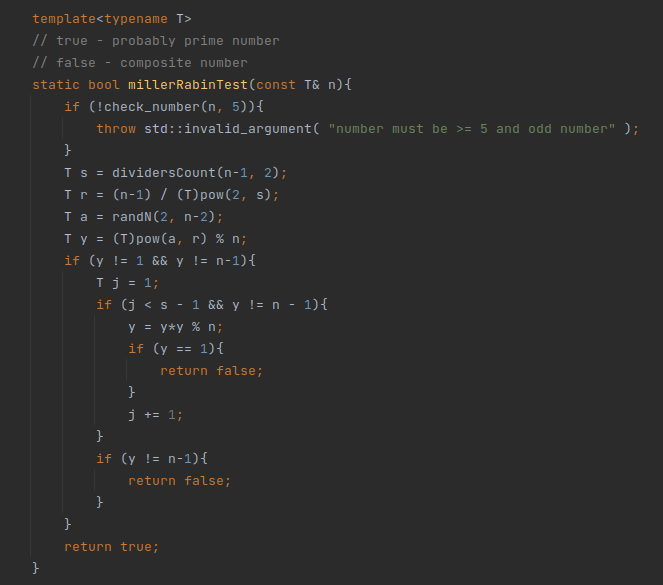 template<typename T>
// true - probably prime number
// false - composite number
static bool millerRabinTest(const T& n){
    if (!check_number(n, 5)){
        throw std::invalid_argument( "number must be >= 5 and odd number" );
    }
    T s = dividersCount(n-1, 2);
    T r = (n-1) / (T)pow(2, s);
    T a = randN(2, n-2);
    T y = (T)pow(a, r) % n;
    if (y != 1 && y != n-1){
        T j = 1;
        if (j < s - 1 && y != n - 1){
            y = y*y % n;
            if (y == 1){
                return false;
            }
            j += 1;
        }
        if (y != n-1){
            return false;
        }
    }
    return true;
}